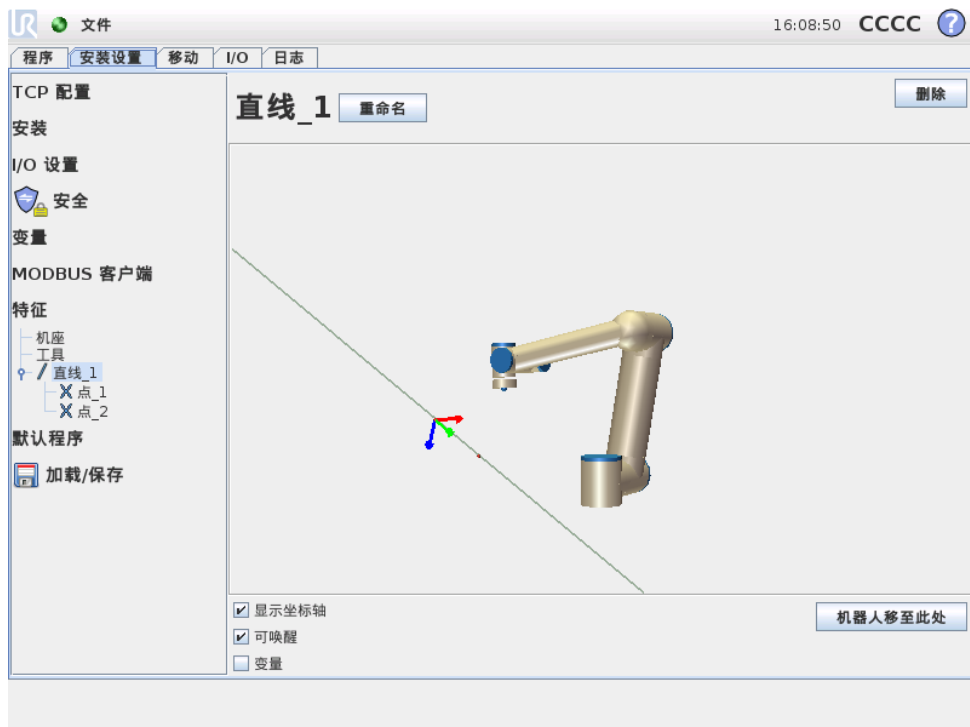 UR 文件 16:08:50 CCCC ?
程序 安装设置 移动 I/O 日志
TCP 配置
安装
I/O 设置
安全
变量
MODBUS 客户端
特征
机座
工具
直线_1
点_1
点_2
默认程序
加载/保存
直线_1 重命名 删除
显示坐标轴
可唤醒
变量
机器人移至此处